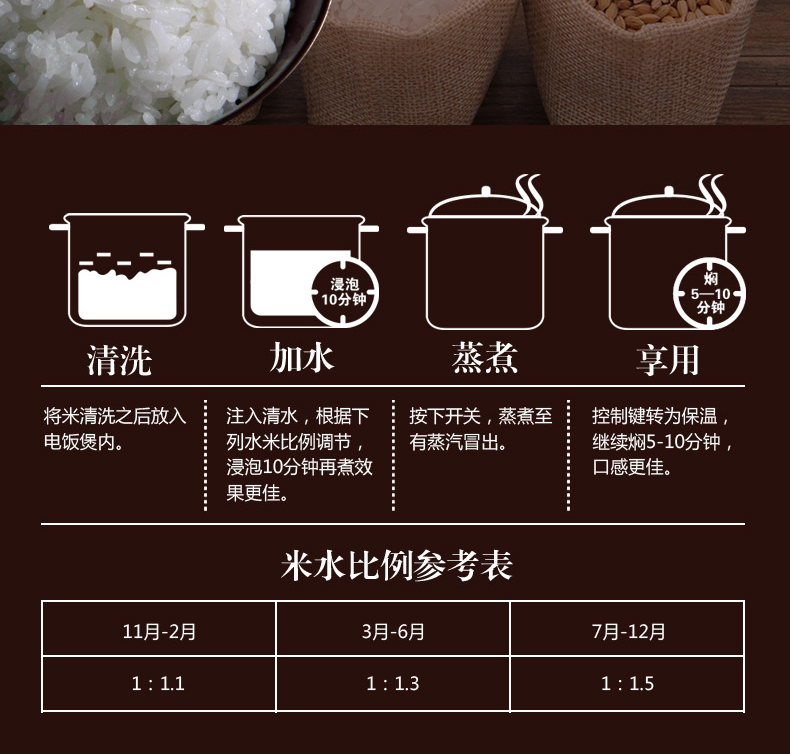 浸泡
10分钟
焖
5—10
分钟
清洗
加水
蒸煮
享用
将米清洗之后放入
电饭煲内。
注入清水，根据下
列水米比例调节，
浸泡10分钟再煮效
果更佳。
按下开关，蒸煮至
有蒸汽冒出。
控制键转为保温，
继续焖5-10分钟，
口感更佳。
米水比例参考表
11月-2月
3月-6月
7月-12月
1：1.1
1：1.3
1：1.5